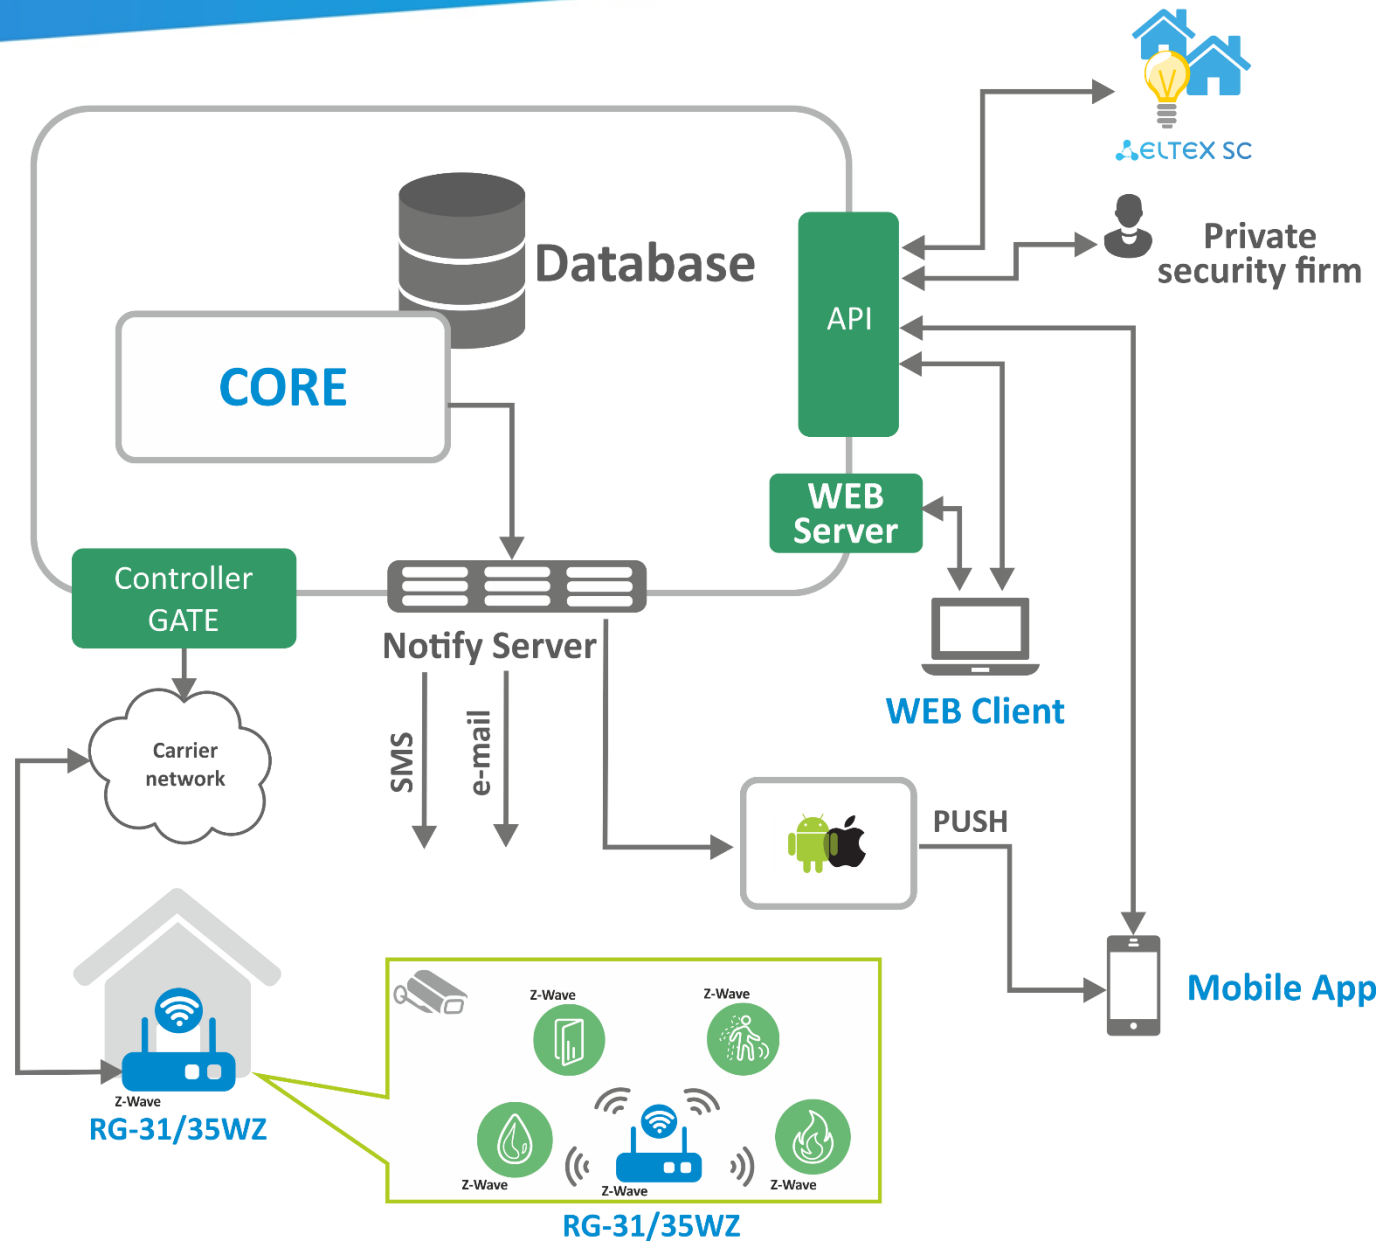 ELTEX SC
Private
security firm
Database
API
CORE
WEB
Server
Controller
GATE
Notify Server
WEB Client
SMS
e-mail
Carrier
network
PUSH
Mobile App
Z-Wave
RG-31/35WZ
Z-Wave
Z-Wave
Z-Wave
Z-Wave
Z-Wave
RG-31/35WZ